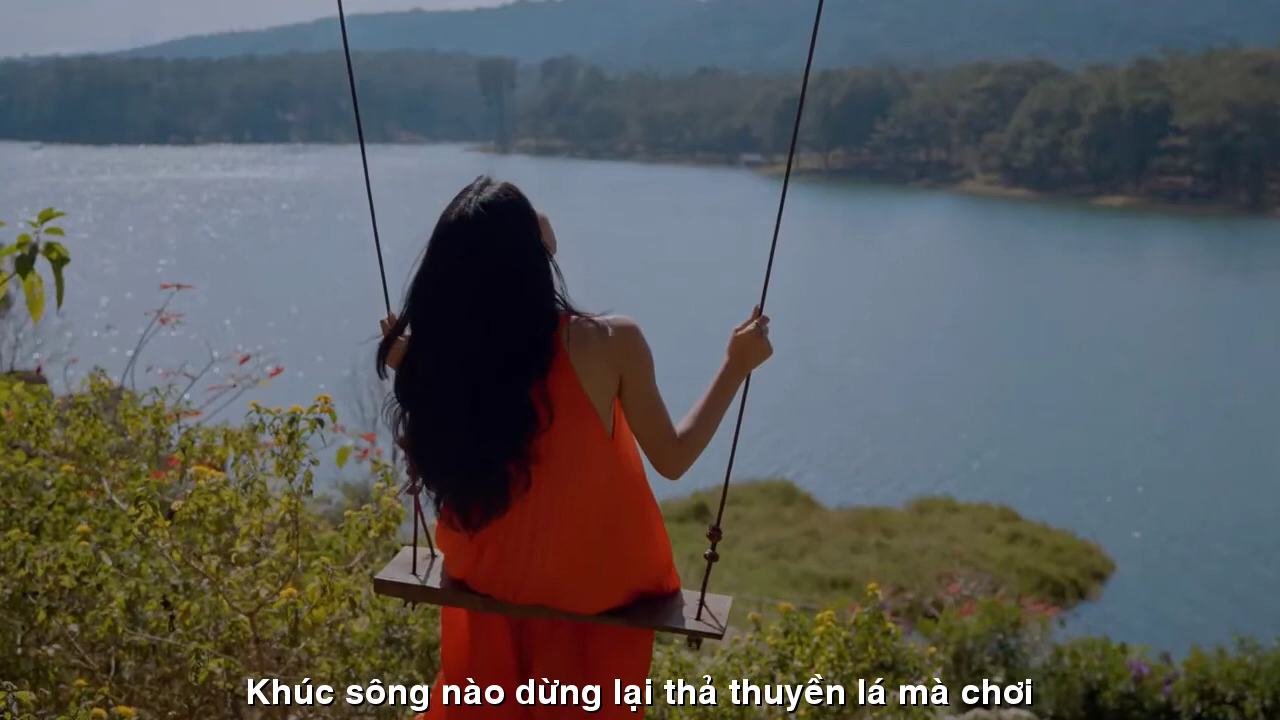 Khúc sông nào dừng lại thả thuyền lá mà chơi